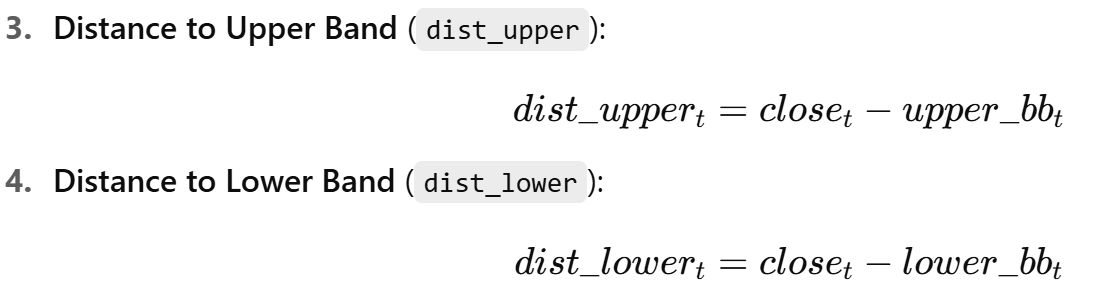 3. Distance to Upper Band ( dist_upper ):
dist_upper_t = close_t − upper_bb_t
4. Distance to Lower Band ( dist_lower ):
dist_lower_t = close_t − lower_bb_t